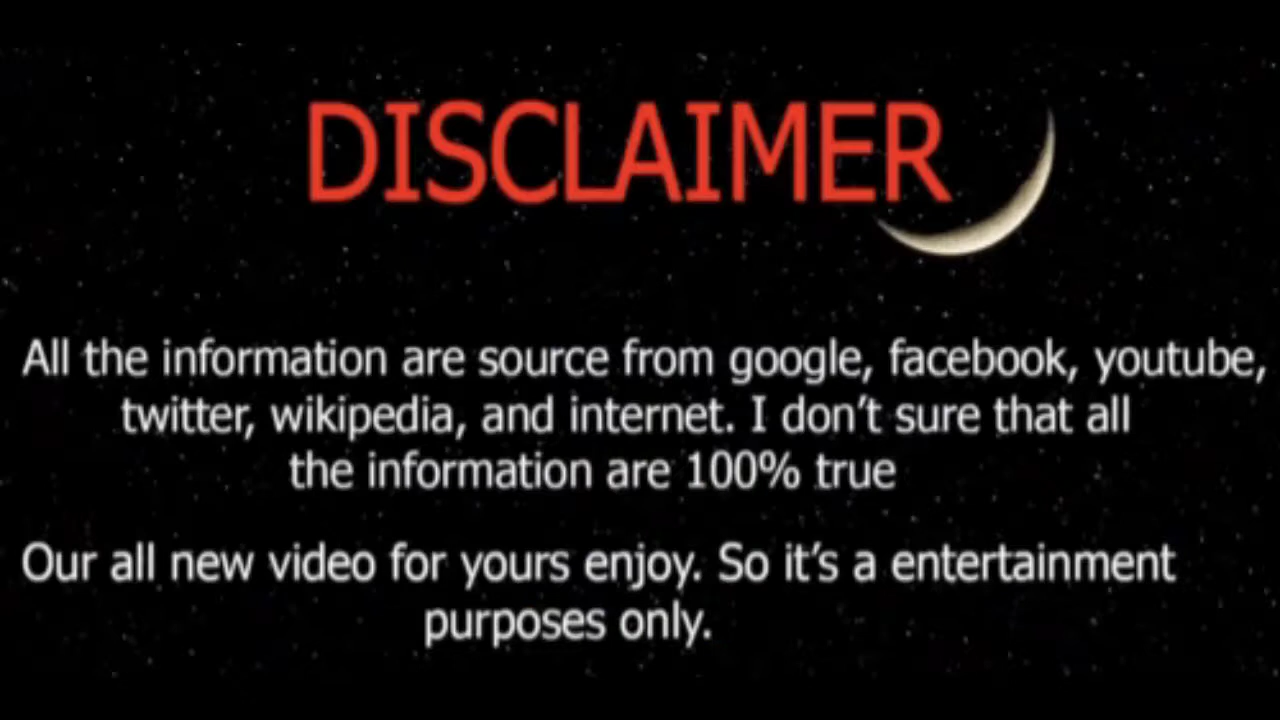 DISCLAIMER
All the information are source from google, facebook, youtube,
twitter, wikipedia, and internet. I don't sure that all
the information are 100% true
Our all new video for yours enjoy. So it's a entertainment
purposes only.